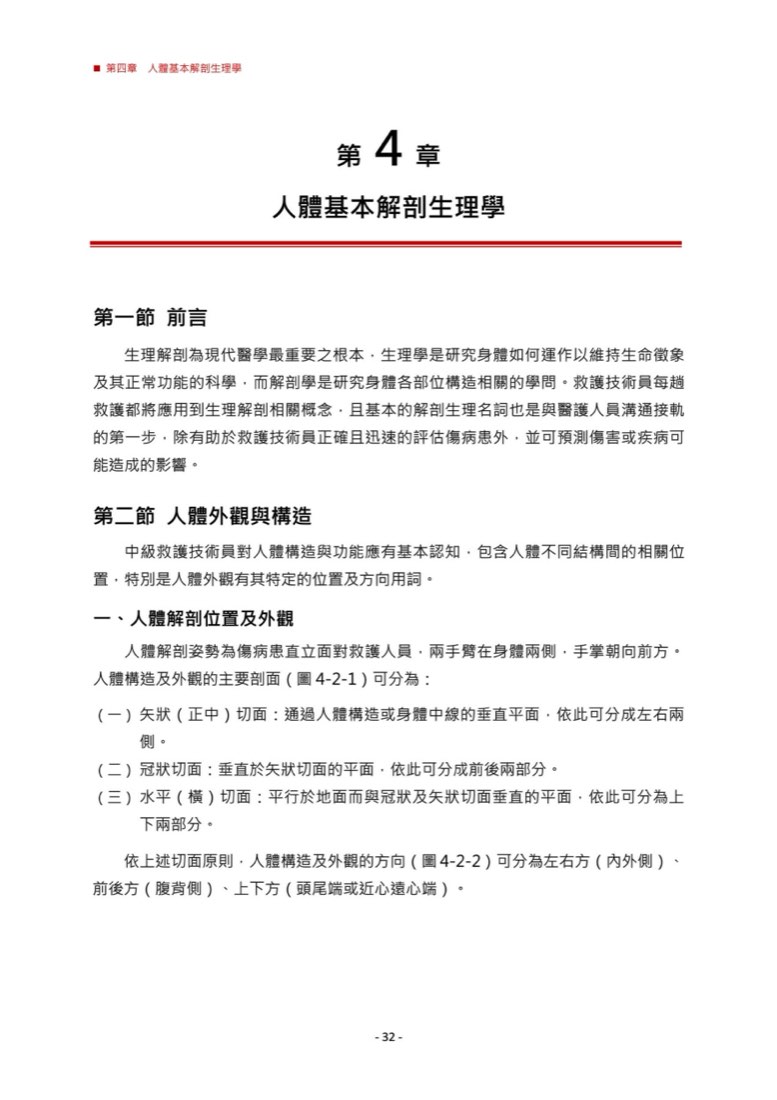 ■ 第四章 人體基本解剖生理學
第 4 章
人體基本解剖生理學
第一節 前言
生理解剖為現代醫學最重要之根本，生理學是研究身體如何運作以維持生命徵象
及其正常功能的科學，而解剖學是研究身體各部位構造相關的學問。救護技術員每趟
救護都將應用到生理解剖相關概念，且基本的解剖生理名詞也是與醫護人員溝通接軌
的第一步，除有助於救護技術員正確且迅速的評估傷病患外，並可預測傷害或疾病可
能造成的影響。
第二節 人體外觀與構造
中級救護技術員對人體構造與功能應有基本認知，包含人體不同結構間的相關位
置，特別是人體外觀有其特定的位置及方向用詞。
一、人體解剖位置及外觀
人體解剖姿勢為傷病患直立面對救護人員，兩手臂在身體兩側，手掌朝向前方。
人體構造及外觀的主要剖面（圖 4-2-1）可分為：
（一）矢狀（正中）切面：通過人體構造或身體中線的垂直平面，依此可分成左右兩
側。
（二）冠狀切面：垂直於矢狀切面的平面，依此可分成前後兩部分。
（三）水平（橫）切面：平行於地面而與冠狀及矢狀切面垂直的平面，依此可分為上
下兩部分。
依上述切面原則，人體構造及外觀的方向（圖 4-2-2）可分為左右方（內外側）、
前後方（腹背側）、上下方（頭尾端或近心遠心端）。
- 32 -